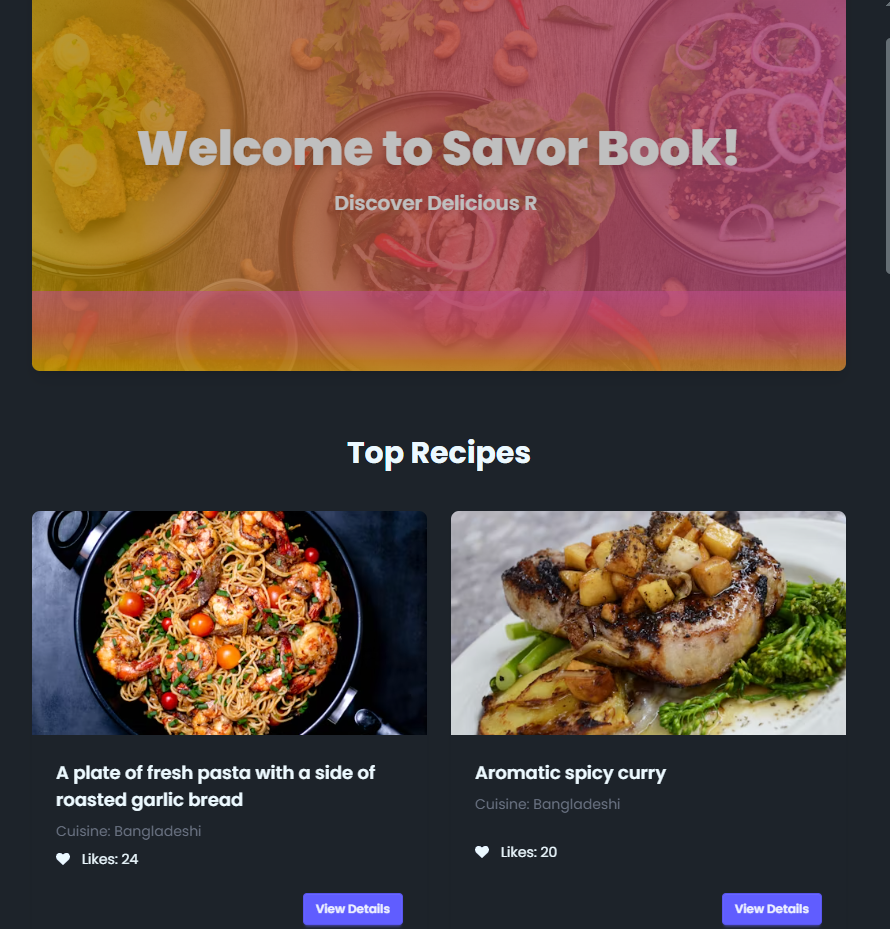 Welcome to Savor Book!
Discover Delicious R
Top Recipes
A plate of fresh pasta with a side of
roasted garlic bread
Cuisine: Bangladeshi
Likes: 24
View Details
Aromatic spicy curry
Cuisine: Bangladeshi
Likes: 20
View Details